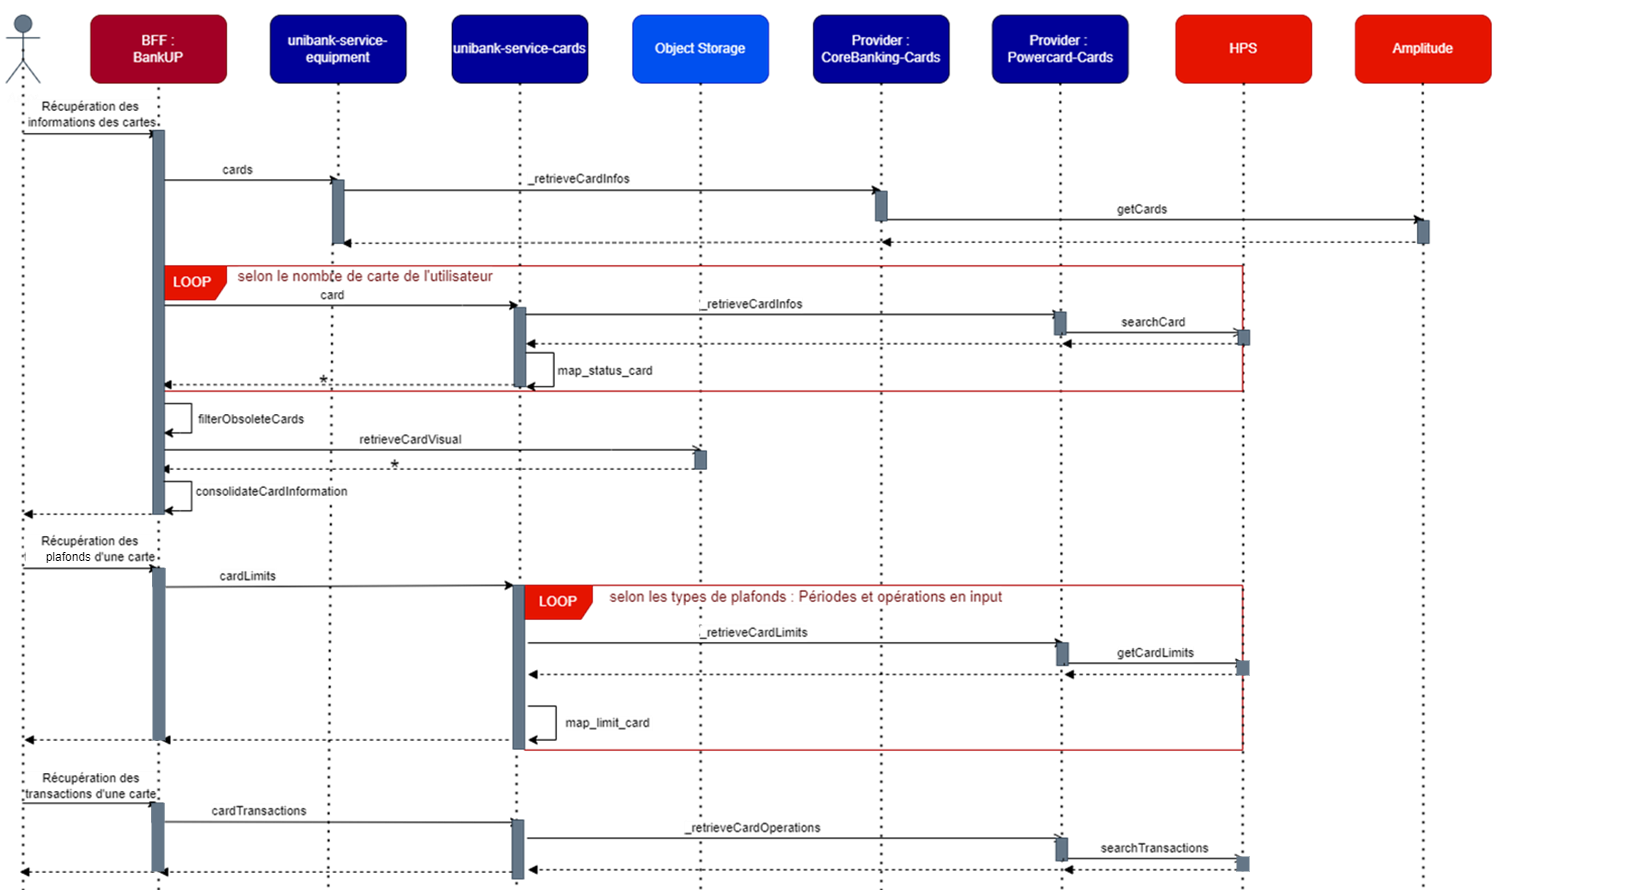 BFF :
BankUP
unibank-service-
equipment
unibank-service-cards
Object Storage
Provider :
CoreBanking-Cards
Provider :
Powercard-Cards
HPS
Amplitude
Récupération des
informations des cartes
cards
_retrieveCardInfos
getCards
LOOP
selon le nombre de carte de l'utilisateur
card
_retrieveCardInfos
searchCard
map_status_card
*
filterObsoleteCards
retrieveCardVisual
*
consolidateCardInformation
Récupération des
plafonds d'une carte
cardLimits
LOOP
selon les types de plafonds : Périodes et opérations en input
_retrieveCardLimits
getCardLimits
map_limit_card
Récupération des
transactions d'une carte
cardTransactions
_retrieveCardOperations
searchTransactions